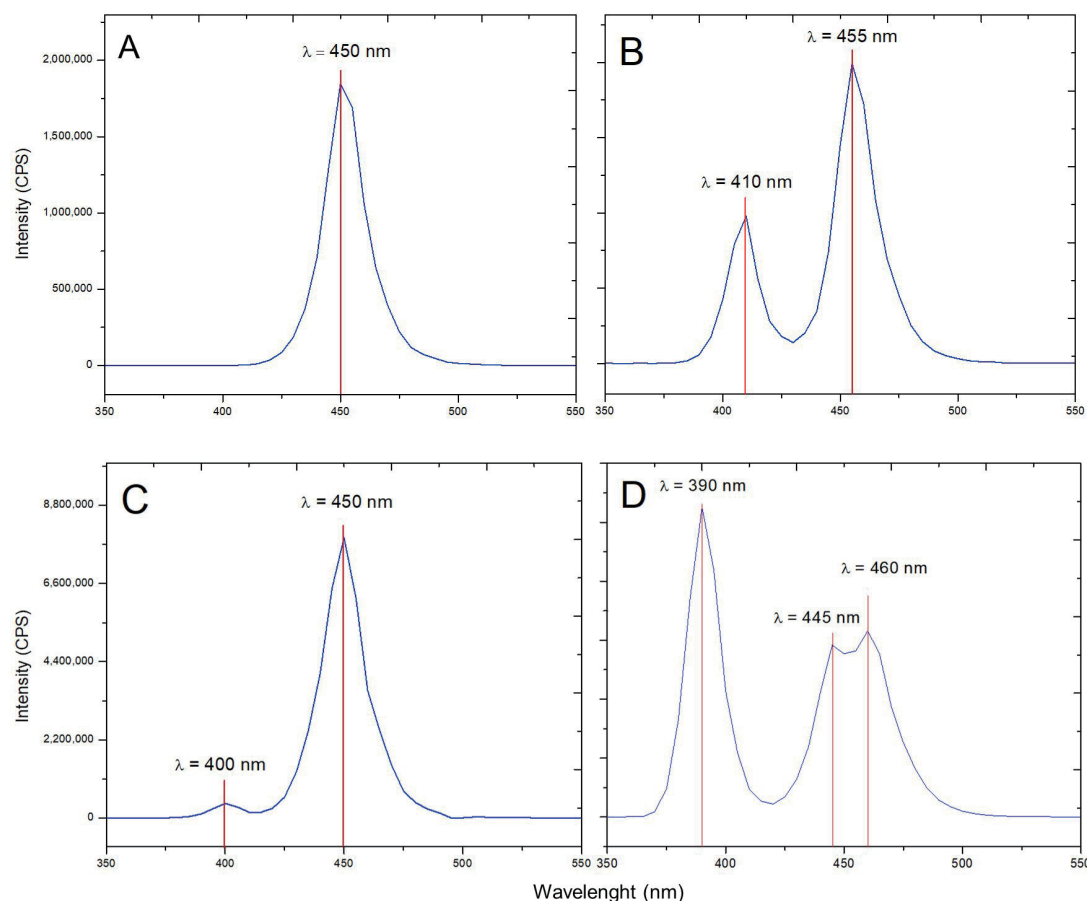 A
λ = 450 nm
2,000,000
1,500,000
1,000,000
500,000
0
350
400
450
500
550
Intensity (CPS)
B
λ = 455 nm
λ = 410 nm
350
400
450
500
550
C
λ = 450 nm
λ = 400 nm
8,800,000
6,600,000
4,400,000
2,200,000
0
350
400
450
500
Intensity (CPS)
D
λ = 390 nm
λ = 460 nm
λ = 445 nm
350
400
450
500
550
Wavelenght (nm)